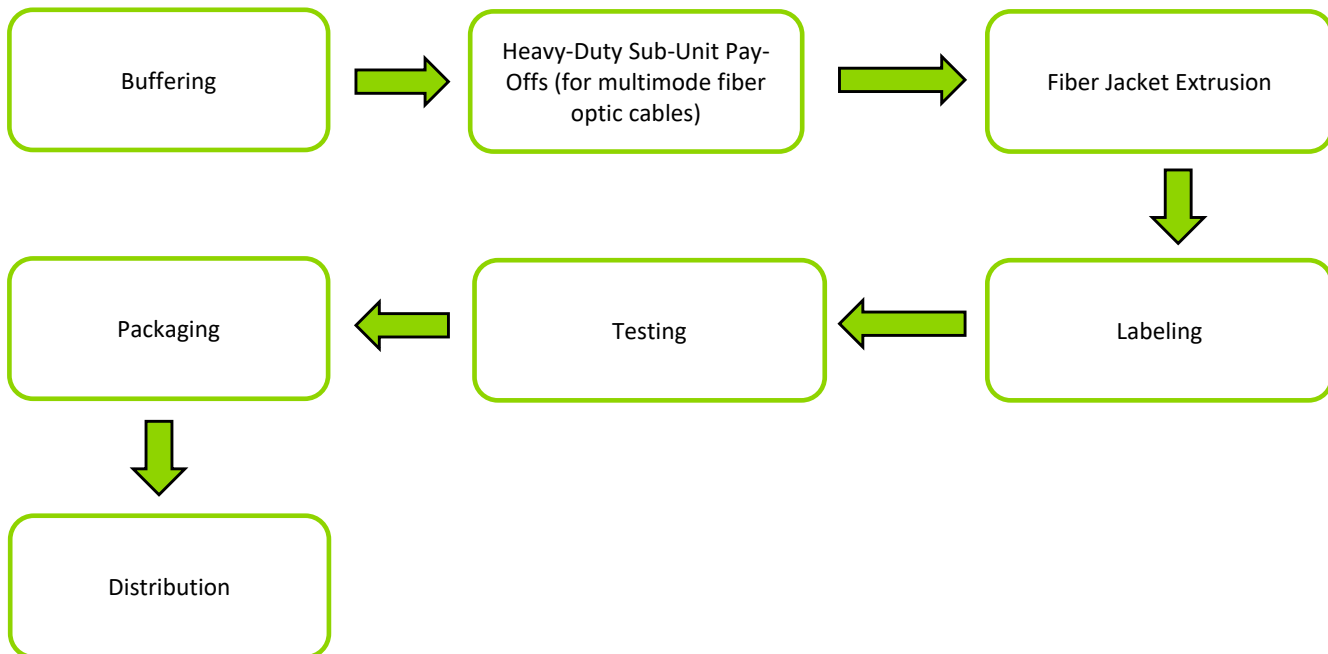 Buffering
Heavy-Duty Sub-Unit Pay-
Offs (for multimode fiber
optic cables)
Fiber Jacket Extrusion
Labeling
Testing
Packaging
Distribution